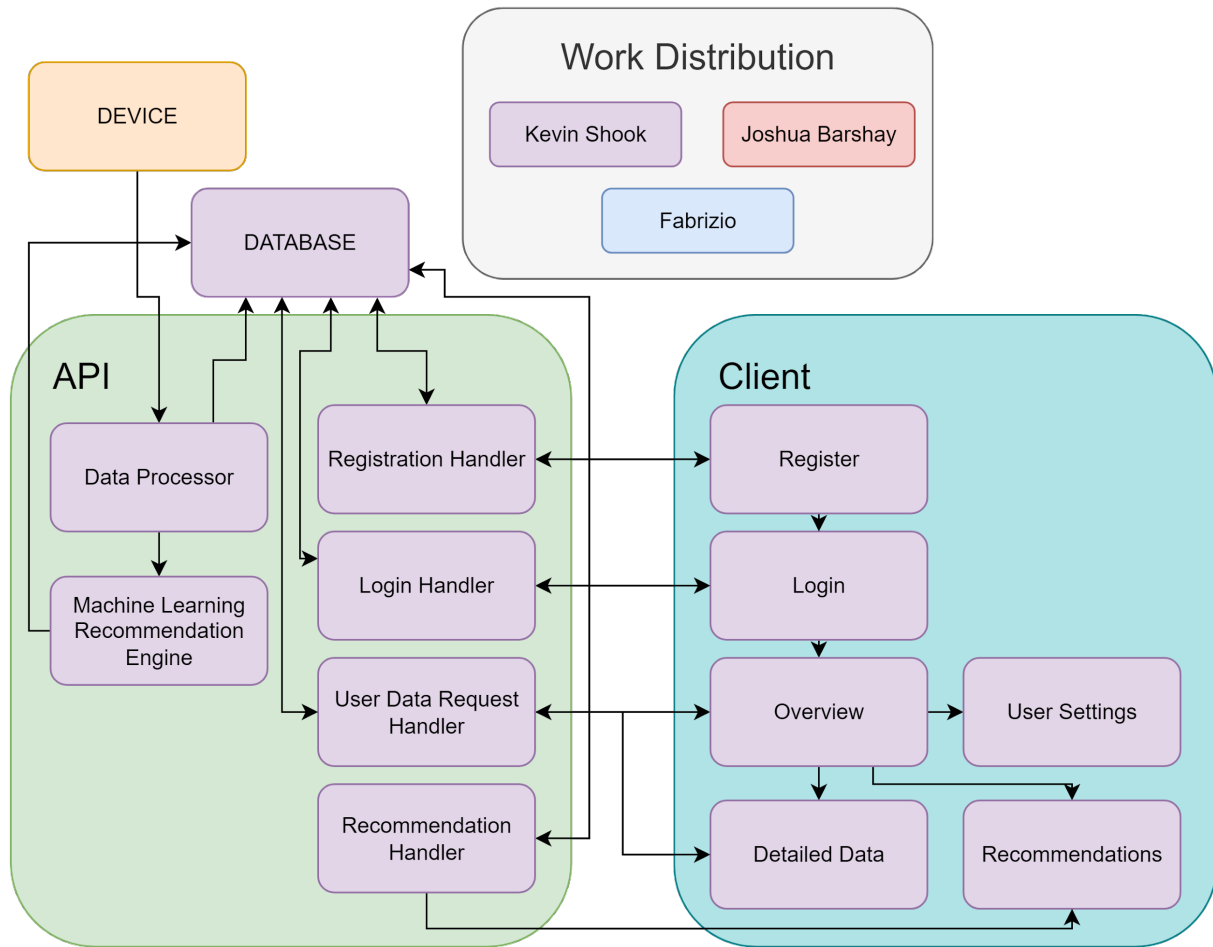 Work Distribution
Kevin Shook
Joshua Barshay
Fabrizio
DEVICE
DATABASE
API
Data Processor
Machine Learning
Recommendation
Engine
Registration Handler
Login Handler
User Data Request
Handler
Recommendation
Handler
Client
Register
Login
Overview
User Settings
Detailed Data
Recommendations